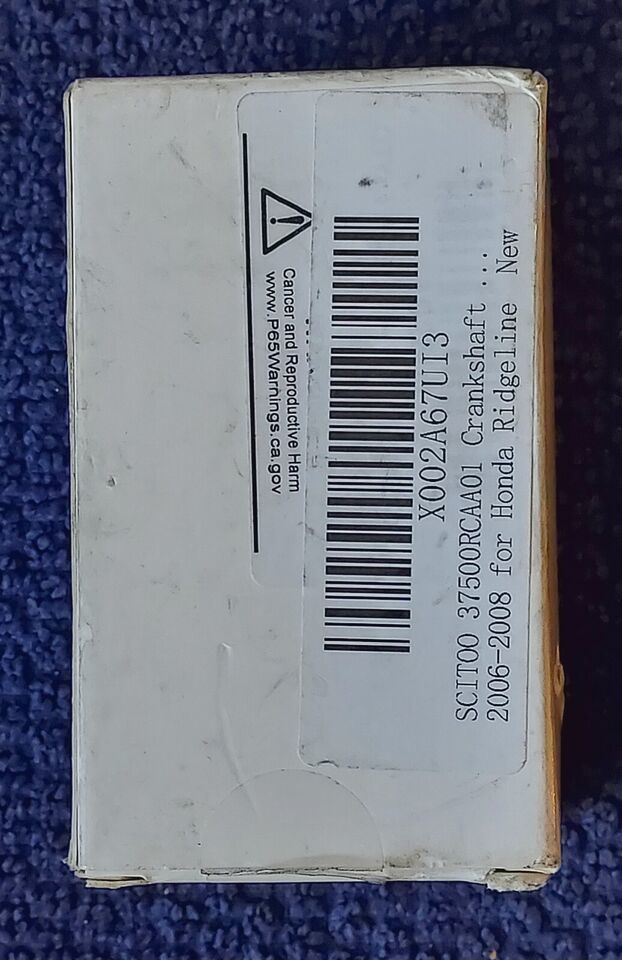 Cancer and Reproductive Harm
www.P65Warnings.ca.gov
X002A67UI3
SCITOO 37500RCAA01 Crankshaft ...
2006-2008 for Honda Ridgeline New